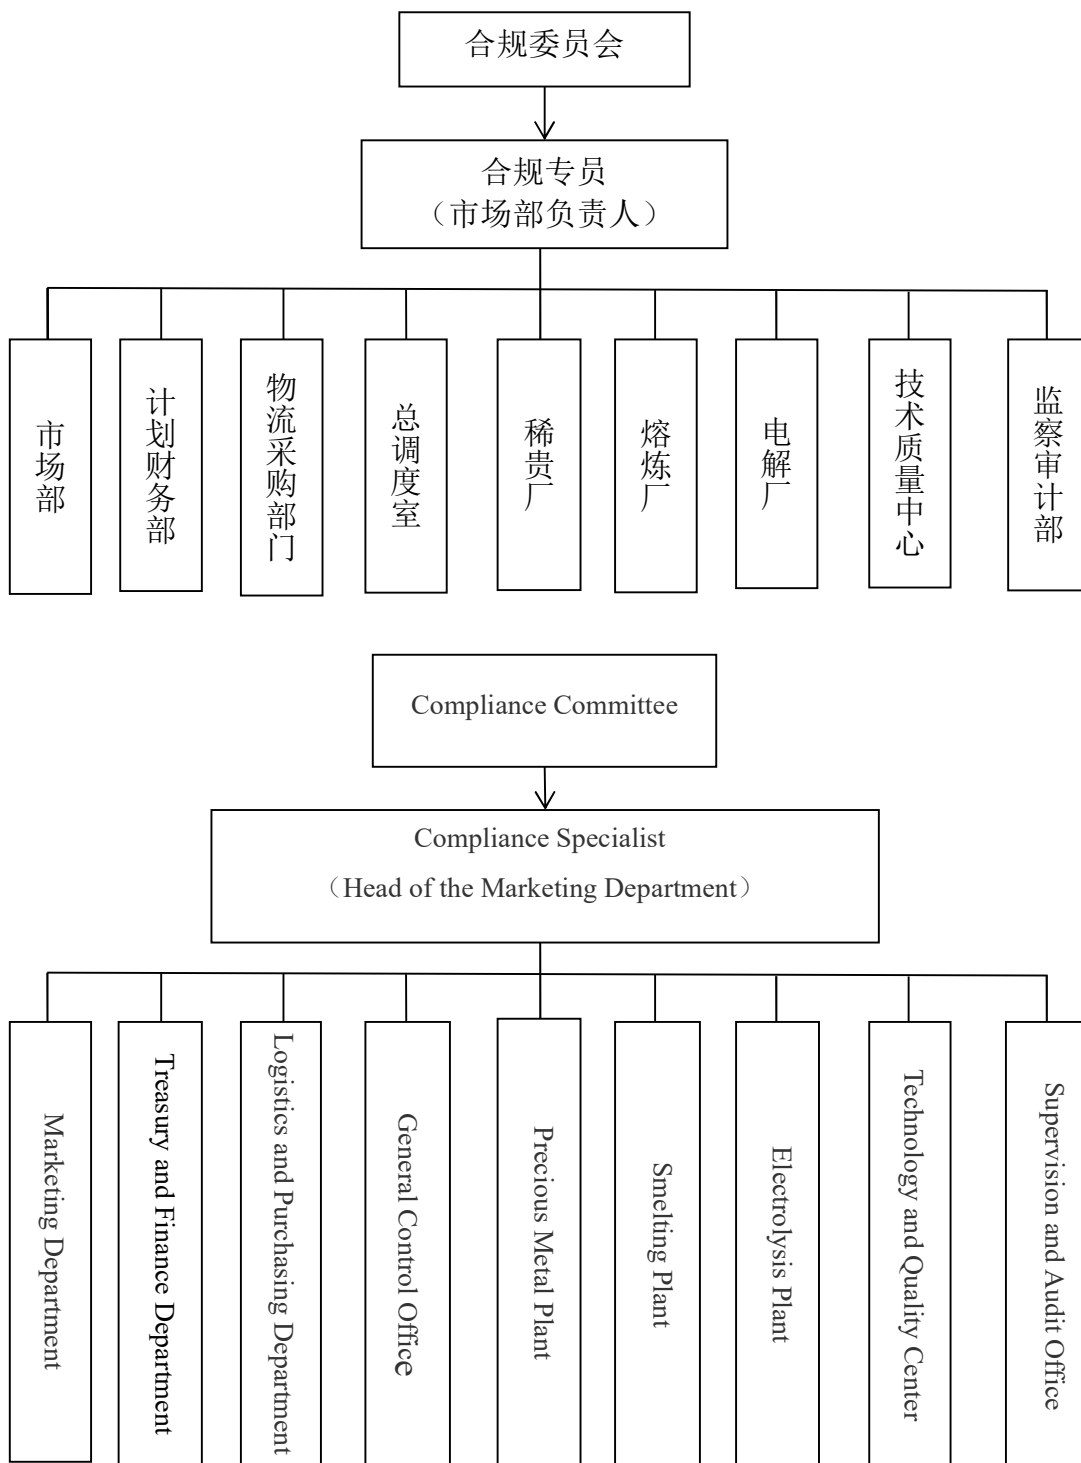 合规委员会
合规专员
（市场部负责人）
市场部
计划财务部
物流采购部门
总调度室
稀贵厂
熔炼厂
电解厂
技术质量中心
监察审计部
Compliance Committee
Compliance Specialist
（Head of the Marketing Department）
Marketing Department
Treasury and Finance Department
Logistics and Purchasing Department
General Control Office
Precious Metal Plant
Smelting Plant
Electrolysis Plant
Technology and Quality Center
Supervision and Audit Office